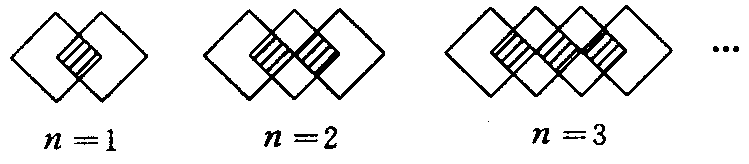 n = 1 n = 2 n = 3 ...